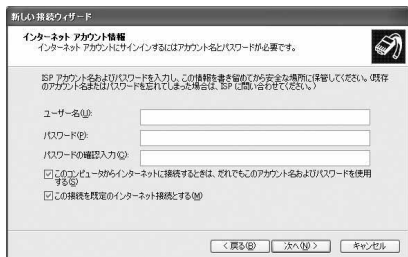 新しい接続ウィザード
インターネット アカウント情報
インターネット アカウントにサインインするにはアカウント名とパスワードが必要です。
ISP アカウント名およびパスワードを入力し、この情報を書き留めてから安全な場所に保管してください。(既存
のアカウント名またはパスワードを忘れてしまった場合は、ISP に問い合わせてください。)
ユーザー名(U):
パスワード(P):
パスワードの確認入力(C):
このコンピュータからインターネットに接続するときは、だれでもこのアカウント名およびパスワードを使用
する(S)
この接続を既定のインターネット接続とする(M)
< 戻る(B)
次へ(N) >
キャンセル